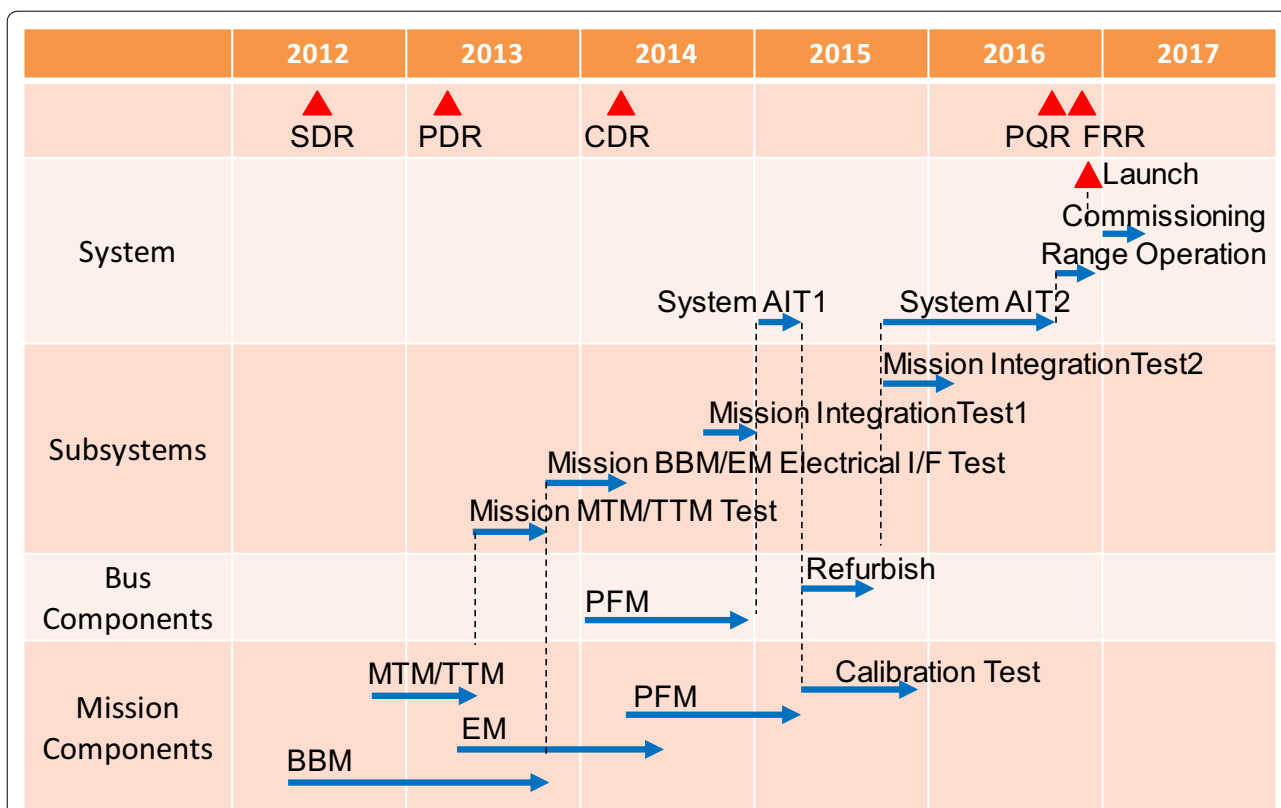 2012 2013 2014 2015 2016 2017
SDR PDR CDR PQR FRR
Launch
Commissioning
System
Range Operation
System AIT1 System AIT2
Mission IntegrationTest2
Mission IntegrationTest1
Subsystems
Mission BBM/EM Electrical I/F Test
Mission MTM/TTM Test
Bus
Components
Refurbish
PFM
MTM/TTM
Calibration Test
Mission
Components
PFM
EM
BBM